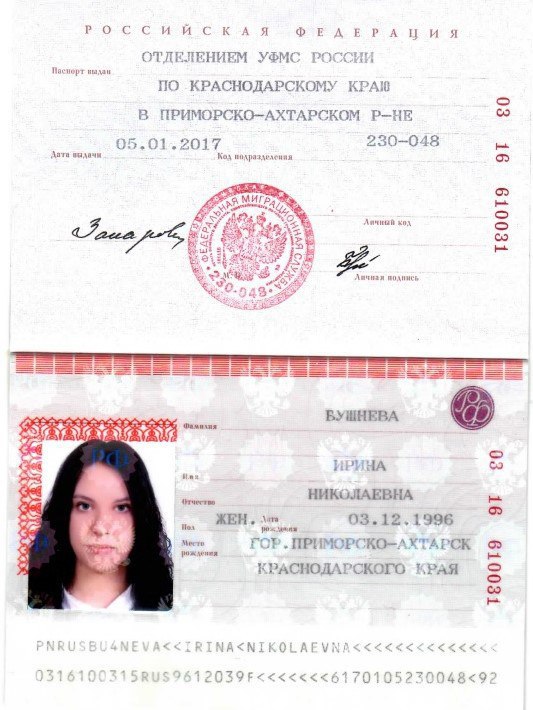 РОССИЙСКАЯ ФЕДЕРАЦИЯ
Паспорт выдан
ОТДЕЛЕНИЕМ УФМС РОССИИ
ПО КРАСНОДАРСКОМУ КРАЮ
В ПРИМОРСКО-АХТАРСКОМ Р-НЕ
Дата выдачи 05.01.2017 Код подразделения 230-048
03 16 610031
ФЕДЕРАЛЬНАЯ МИГРАЦИОННАЯ СЛУЖБА
230-048
Личный код
Личная подпись
РФ
Фамилия БУШНЕВА
Имя ИРИНА
Отчество НИКОЛАЕВНА
Пол ЖЕН. Дата рождения 03.12.1996
Место рождения ГОР.ПРИМОРСКО-АХТАРСК
КРАСНОДАРСКОГО КРАЯ
03 16 610031
PNRUSBU4NEVA<<IRINA<NIKOLAEVNA<<<<<<<<<<<<<<
0316100315RUS9612039F<<<<<<<6170105230048<92